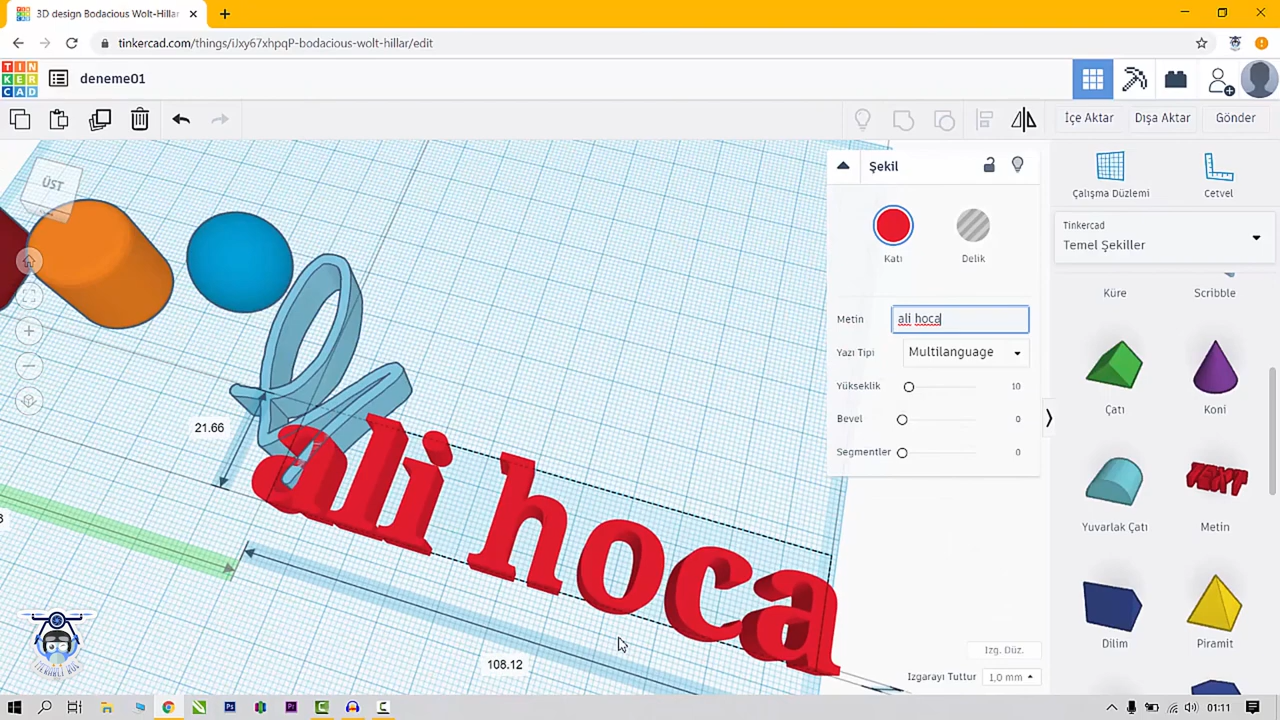 3D design Bodacious Wolt-Hillar
tinkercad.com/things/iJxy67xhpqP-bodacious-wolt-hillar/edit
TIN
KER
CAD
deneme01
İçe Aktar
Dışa Aktar
Gönder
ÜST
Şekil
Katı
Delik
Metin
ali hoca
Yazı Tipi
Multilanguage
Yükseklik
10
Bevel
0
Segmentler
0
Çalışma Düzlemi
Cetvel
Tinkercad
Temel Şekiller
Küre
Scribble
Çatı
Koni
Yuvarlak Çatı
TEXT
Metin
Dilim
Piramit
21.66
ali hoca
108.12
Izg. Düz.
Izgarayı Tuttur
1,0 mm
01:11